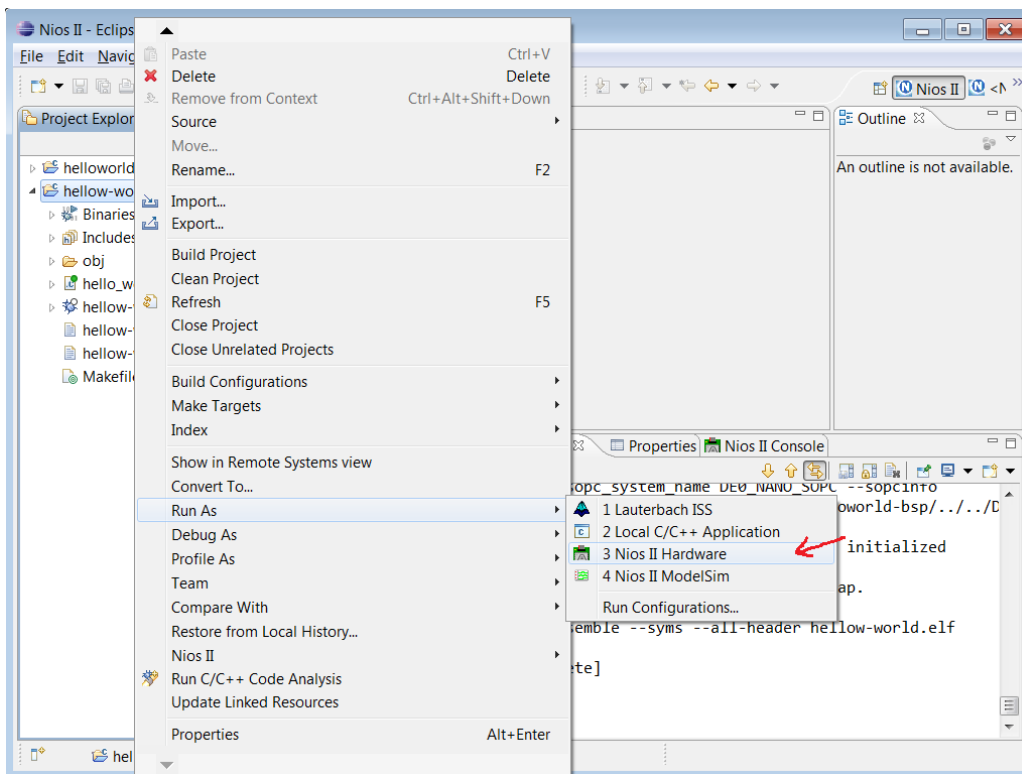 Nios II - Eclips
File Edit Navig
Nios II
<N
Project Explor
helloworld
hellow-wo
Binaries
Includes
obj
hello_w
hellow-
hellow-
hellow-
Makefil
Paste Ctrl+V
Delete Delete
Remove from Context Ctrl+Alt+Shift+Down
Source
Move...
Rename... F2
Import...
Export...
Build Project
Clean Project
Refresh F5
Close Project
Close Unrelated Projects
Build Configurations
Make Targets
Index
Show in Remote Systems view
Convert To...
Run As
Debug As
Profile As
Team
Compare With
Restore from Local History...
Nios II
Run C/C++ Code Analysis
Update Linked Resources
Properties Alt+Enter
1 Lauterbach ISS
2 Local C/C++ Application
3 Nios II Hardware
4 Nios II ModelSim
Run Configurations...
Outline
An outline is not available.
Properties Nios II Console
sopc_system_name DE0_NANO_SOPC --sopcinfo
oworld-bsp/../../D
initialized
ap.
emble --syms --all-header hellow-world.elf
te]
hel